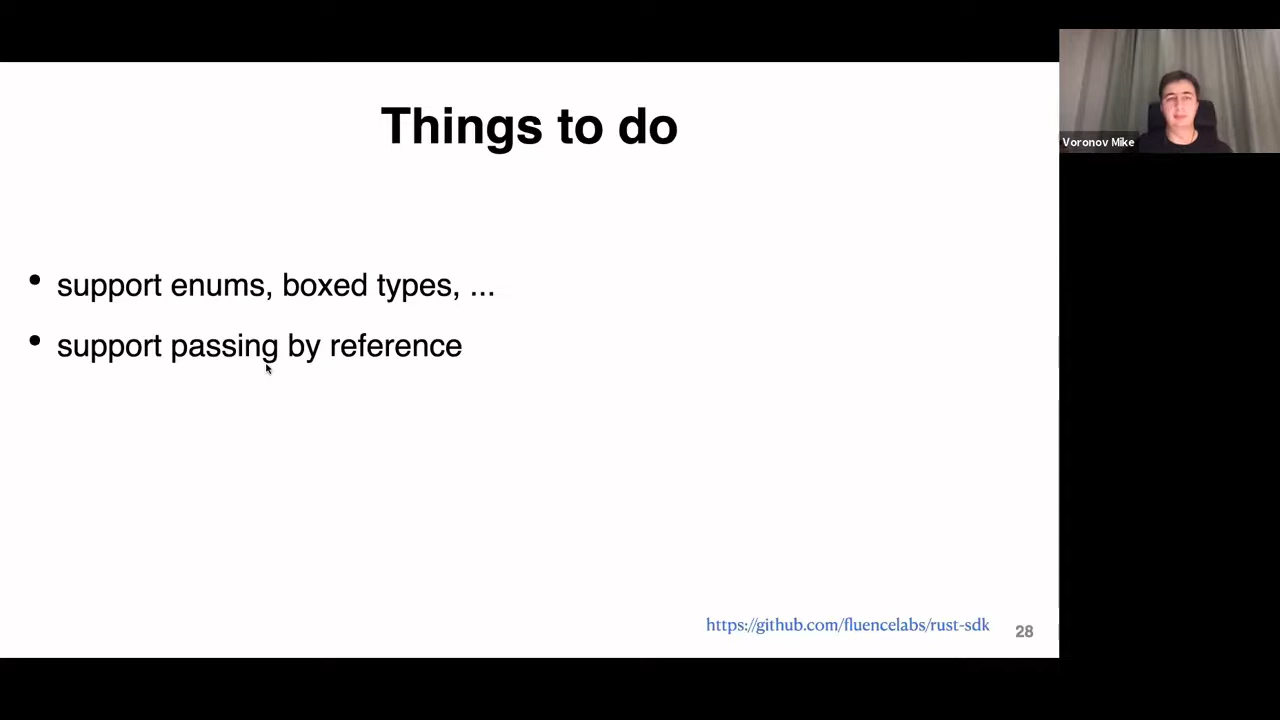 Things to do
Voronov Mike
• support enums, boxed types, ...
• support passing by reference
https://github.com/fluencelabs/rust-sdk
28